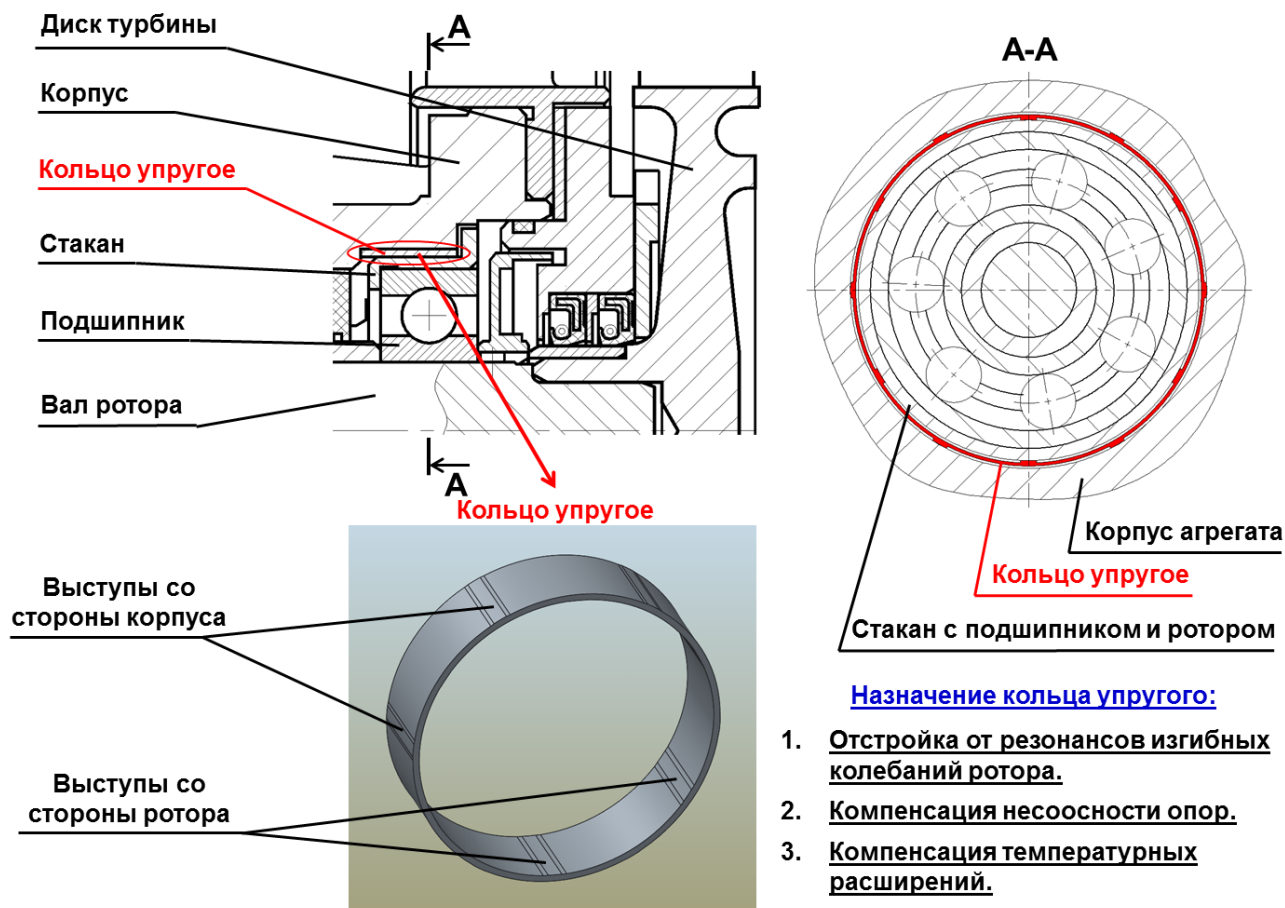 Диск турбины
Корпус
Кольцо упругое
Стакан
Подшипник
Вал ротора
А
А
Кольцо упругое
Выступы со
стороны корпуса
Выступы со
стороны ротора
А-А
Корпус агрегата
Кольцо упругое
Стакан с подшипником и ротором
Назначение кольца упругого:
1. Отстройка от резонансов изгибных
колебаний ротора.
2. Компенсация несоосности опор.
3. Компенсация температурных
расширений.